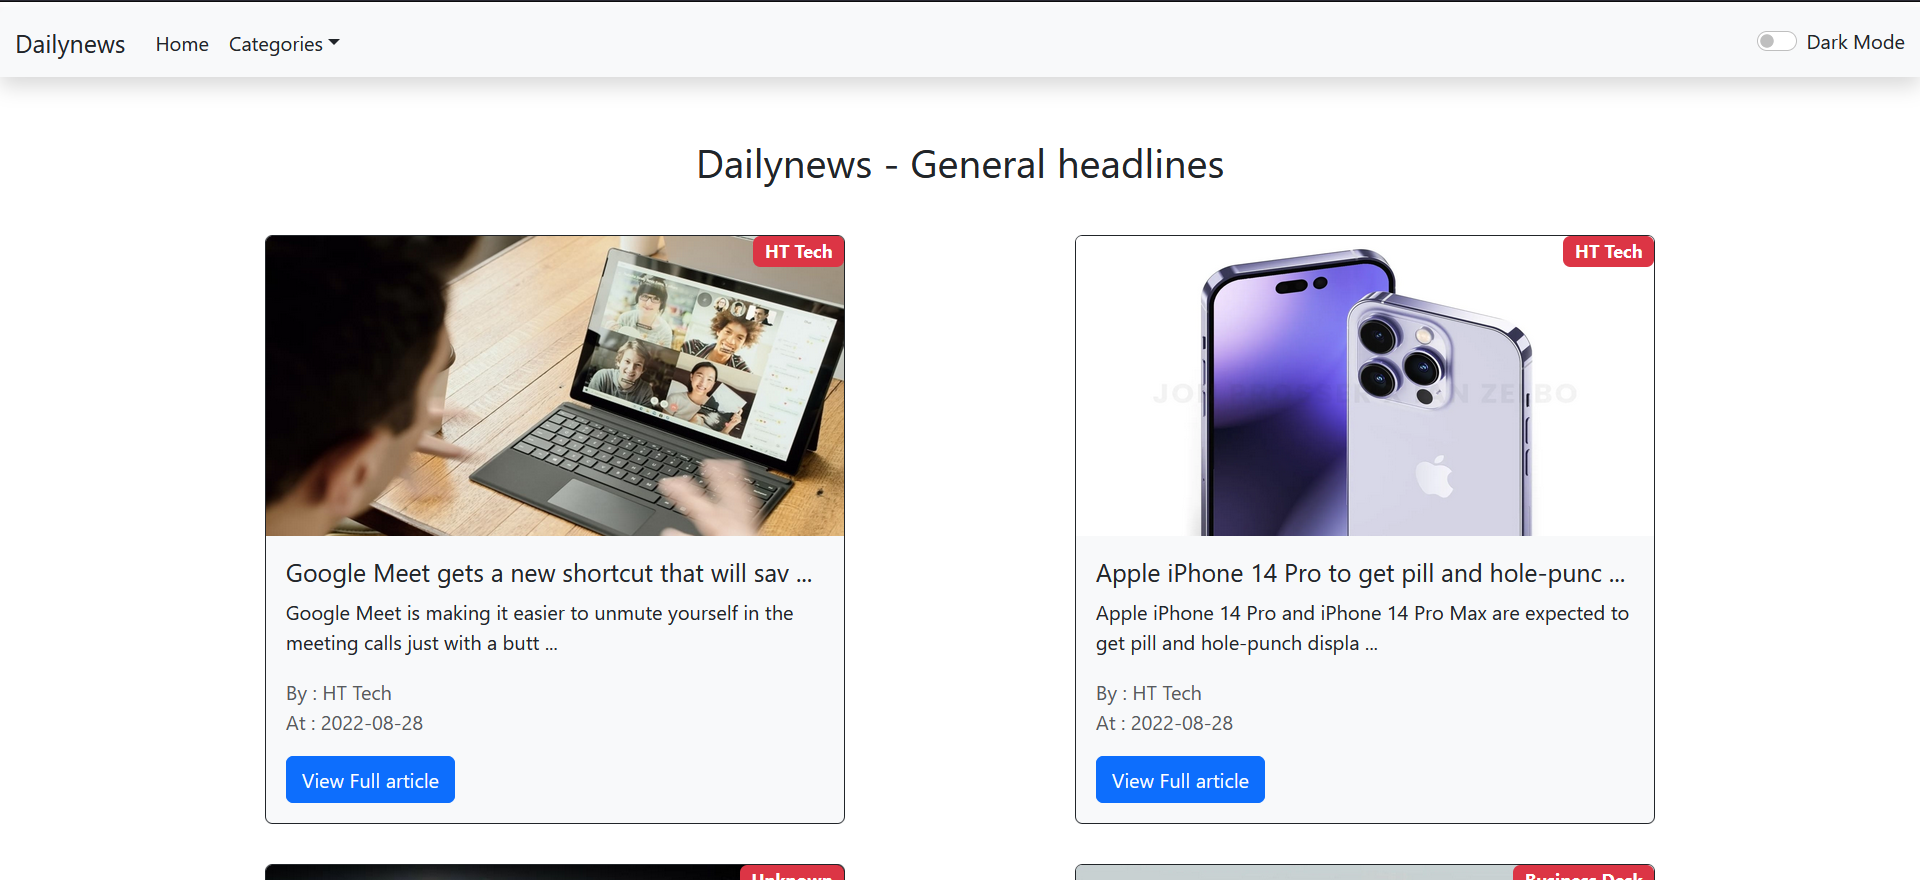 Dailynews
Home
Categories
Dark Mode
Dailynews - General headlines
HT Tech
Google Meet gets a new shortcut that will sav ...
Google Meet is making it easier to unmute yourself in the
meeting calls just with a butt ...
By : HT Tech
At : 2022-08-28
View Full article
HT Tech
Apple iPhone 14 Pro to get pill and hole-punc ...
Apple iPhone 14 Pro and iPhone 14 Pro Max are expected to
get pill and hole-punch displa ...
By : HT Tech
At : 2022-08-28
View Full article
Unknown
Business Desk